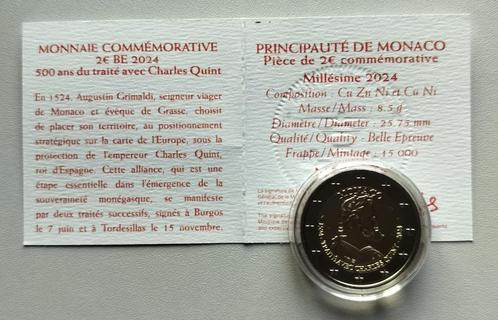 MONNAIE COMMÉMORATIVE
2€ BE 2024
500 ans du traité avec Charles Quint
En 1524, Augustin Grimaldi, seigneur viager
de Monaco et évêque de Grasse, choisit
de placer son territoire, au positionnement
stratégique sur la carte de l'Europe, sous
la protection de l'empereur Charles Quint,
roi d'Espagne. Cette alliance, qui est une
étape essentielle dans l'émergence de la
souveraineté monégasque, se manifeste
par deux traités successifs, signés à Burgos
le 7 juin et à Tordesillas le 15 novembre.
PRINCIPAUTÉ DE MONACO
Pièce de 2€ commémorative
Millésime 2024
Composition : Cu Zn Ni et Cu Ni
Masse/Mass : 8.5 g
Diamètre/Diameter : 25.75 mm
Qualité/Quality : Belle Epreuve
Frappe/Mintage : 15 000
La signature
MONACO